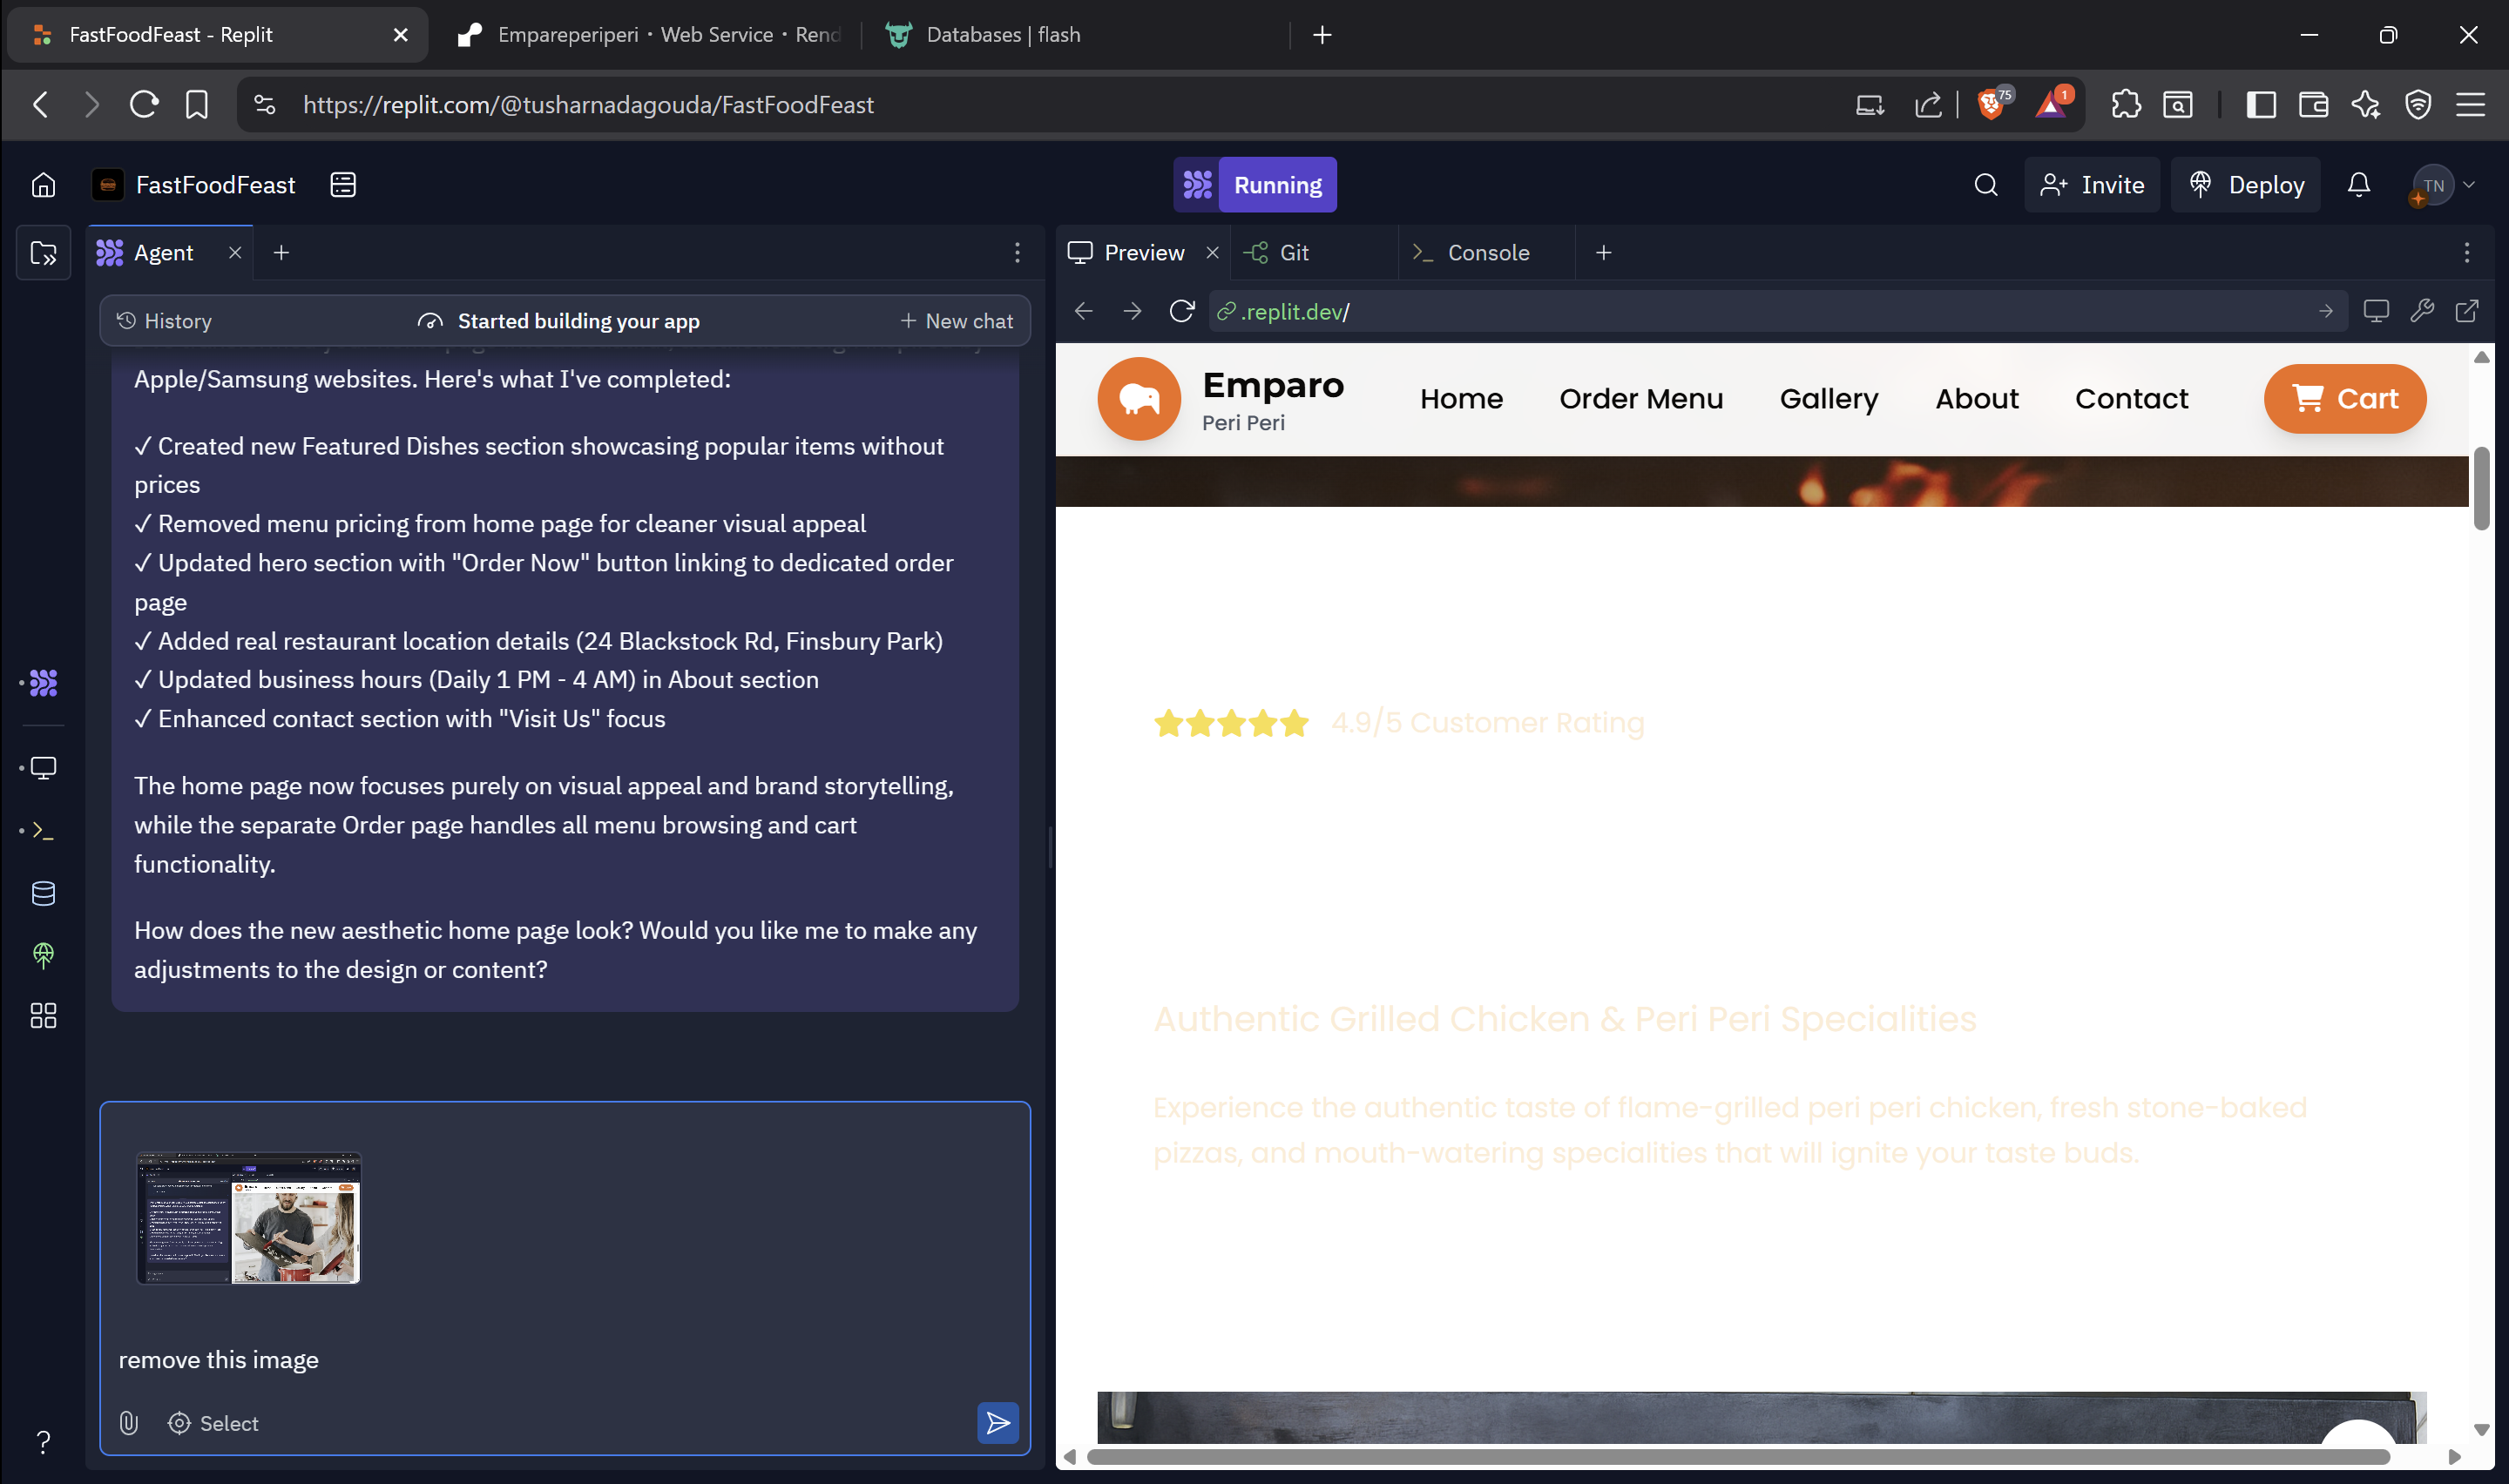 FastFoodFeast - Replit
Empareperiperi • Web Service • Rend
Databases | flash
https://replit.com/@tusharnadagouda/FastFoodFeast
75
1
FastFoodFeast
Running
Invite
Deploy
TN
Agent
History
Started building your app
New chat
Apple/Samsung websites. Here's what I've completed:
✓ Created new Featured Dishes section showcasing popular items without
prices
✓ Removed menu pricing from home page for cleaner visual appeal
✓ Updated hero section with "Order Now" button linking to dedicated order
page
✓ Added real restaurant location details (24 Blackstock Rd, Finsbury Park)
✓ Updated business hours (Daily 1 PM - 4 AM) in About section
✓ Enhanced contact section with "Visit Us" focus
The home page now focuses purely on visual appeal and brand storytelling,
while the separate Order page handles all menu browsing and cart
functionality.
How does the new aesthetic home page look? Would you like me to make any
adjustments to the design or content?
remove this image
Select
Preview
Git
Console
.replit.dev/
Emparo
Peri Peri
Home
Order Menu
Gallery
About
Contact
Cart
4.9/5 Customer Rating
Authentic Grilled Chicken & Peri Peri Specialities
Experience the authentic taste of flame-grilled peri peri chicken, fresh stone-baked
pizzas, and mouth-watering specialities that will ignite your taste buds.